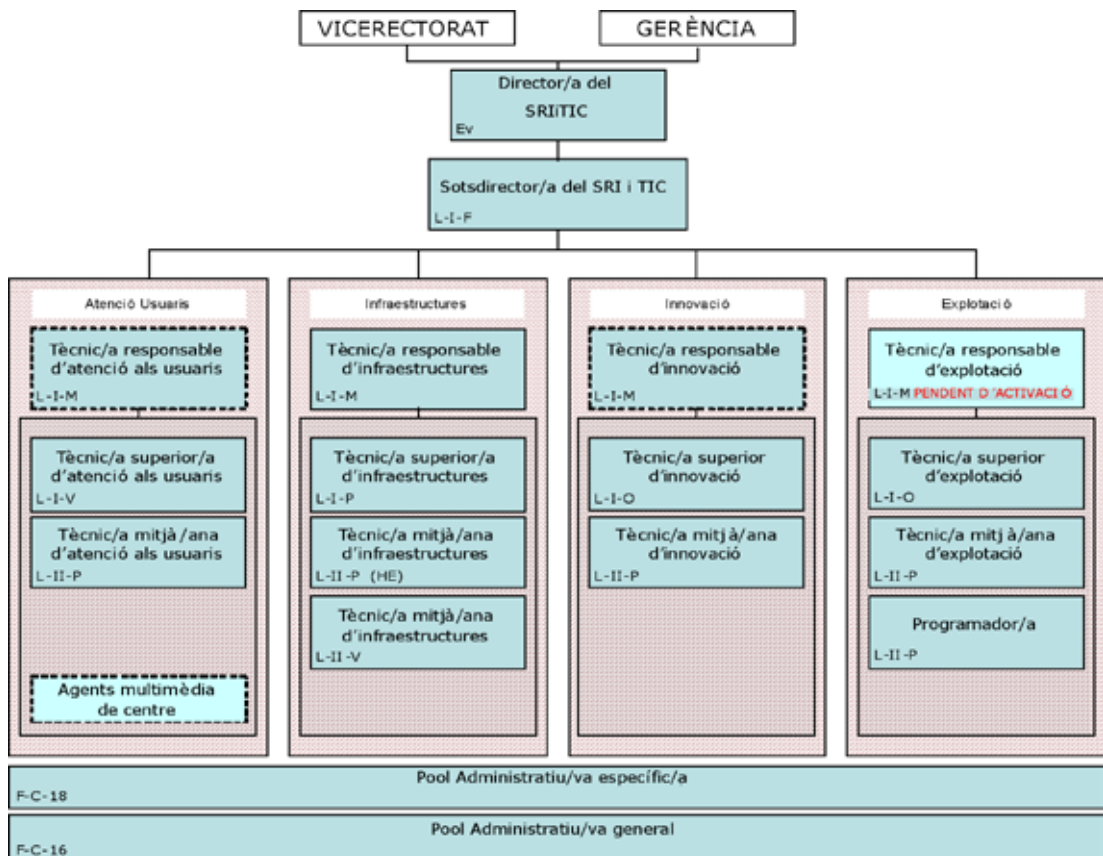 VICERECTORAT
GERÈNCIA
Director/a del
SRIiTIC
Ev
Sotsdirector/a del SRI i TIC
L-I-F
Atenció Usuaris
Tècnic/a responsable
d'atenció als usuaris
L-I-M
Tècnic/a superior/a
d'atenció als usuaris
L-I-V
Tècnic/a mitjà/ana
d'atenció als usuaris
L-II-P
Agents multimèdia
de centre
Infraestructures
Tècnic/a responsable
d'infraestructures
L-I-M
Tècnic/a superior/a
d'infraestructures
L-I-P
Tècnic/a mitjà/ana
d'infraestructures
L-II-P (HE)
Tècnic/a mitjà/ana
d'infraestructures
L-II-V
Innovació
Tècnic/a responsable
d'innovació
L-I-M
Tècnic/a superior
d'innovació
L-I-O
Tècnic/a mitjà/ana
d'innovació
L-II-P
Explotació
Tècnic/a responsable
d'explotació
L-I-M PENDENT D'ACTIVACIÓ
Tècnic/a superior
d'explotació
L-I-O
Tècnic/a mitjà/ana
d'explotació
L-II-P
Programador/a
L-II-P
Pool Administratiu/va específic/a
F-C-18
Pool Administratiu/va general
F-C-16